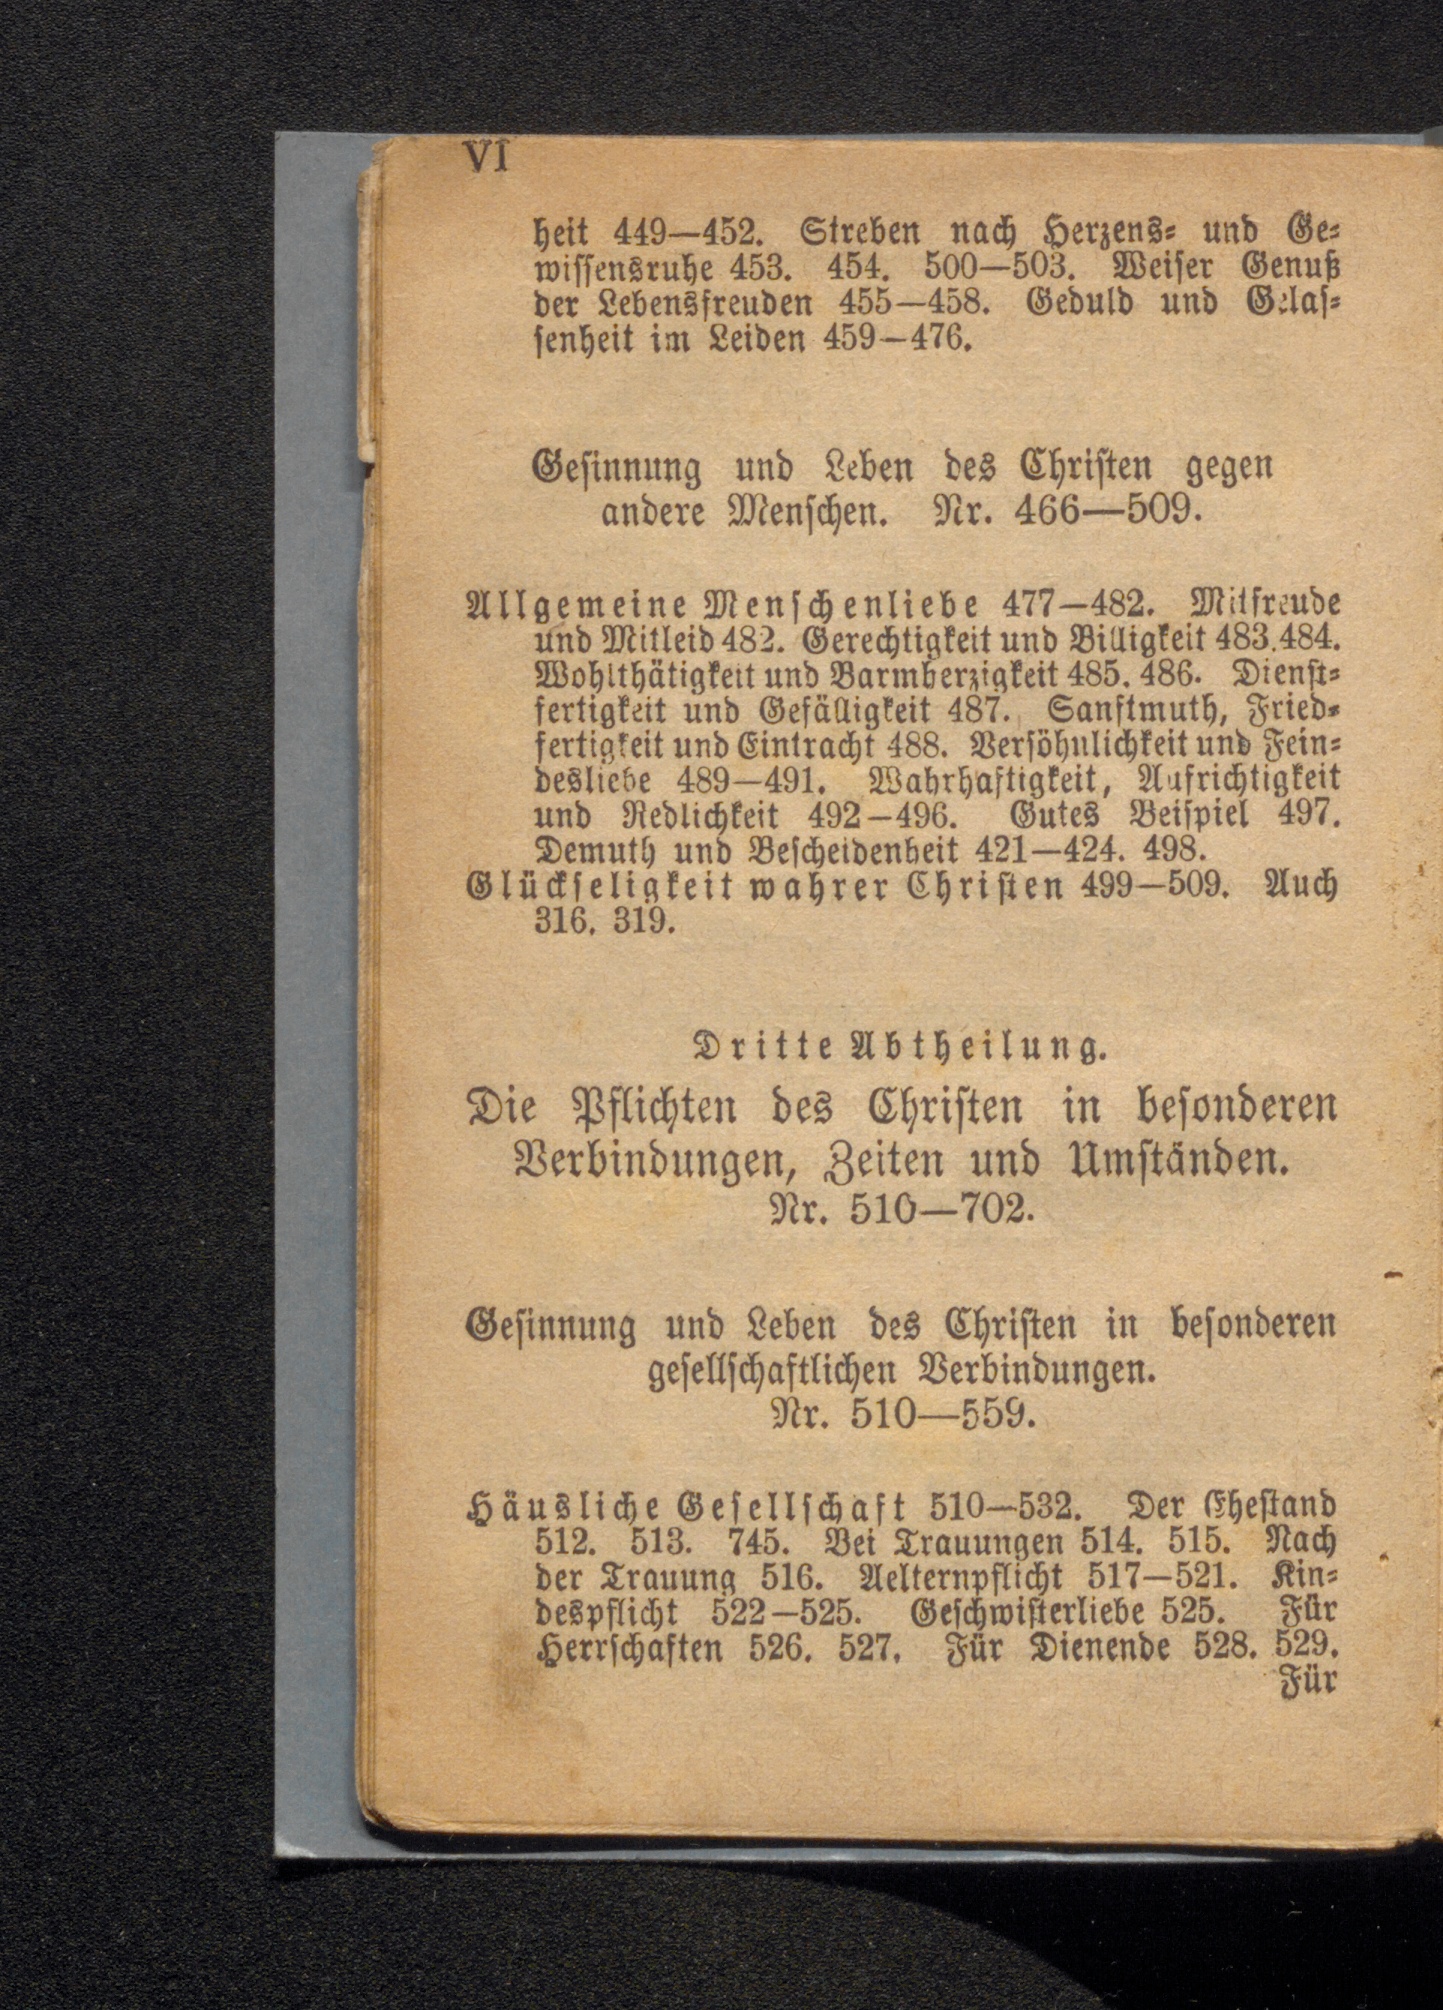 VI
heit 449—452. Streben nach Herzens- und Ge-
wissensruhe 453. 454. 500—503. Weiser Genuß
der Lebensfreuden 455—458. Geduld und Gelas-
senheit im Leiden 459—476.
Gesinnung und Leben des Christen gegen
andere Menschen. Nr. 466—509.
Allgemeine Menschenliebe 477—482. Mitfreude
und Mitleid 482. Gerechtigkeit und Billigkeit 483.484.
Wohlthätigkeit und Barmherzigkeit 485. 486. Dienst-
fertigkeit und Gefälligkeit 487. Sanftmuth, Fried-
fertigkeit und Eintracht 488. Versöhnlichkeit und Fein-
desliebe 489—491. Wahrhaftigkeit, Aufrichtigkeit
und Redlichkeit 492—496. Gutes Beispiel 497.
Demuth und Bescheidenheit 421—424. 498.
Glückseligkeit wahrer Christen 499—509. Auch
316. 319.
Dritte Abtheilung.
Die Pflichten des Christen in besonderen
Verbindungen, Zeiten und Umständen.
Nr. 510—702.
Gesinnung und Leben des Christen in besonderen
gesellschaftlichen Verbindungen.
Nr. 510—559.
Häusliche Gesellschaft 510—532. Der Ehestand
512. 513. 745. Bei Trauungen 514. 515. Nach
der Trauung 516. Aelternpflicht 517—521. Kin-
despflicht 522—525. Geschwisterliebe 525. Für
Herrschaften 526. 527. Für Dienende 528. 529.
Für